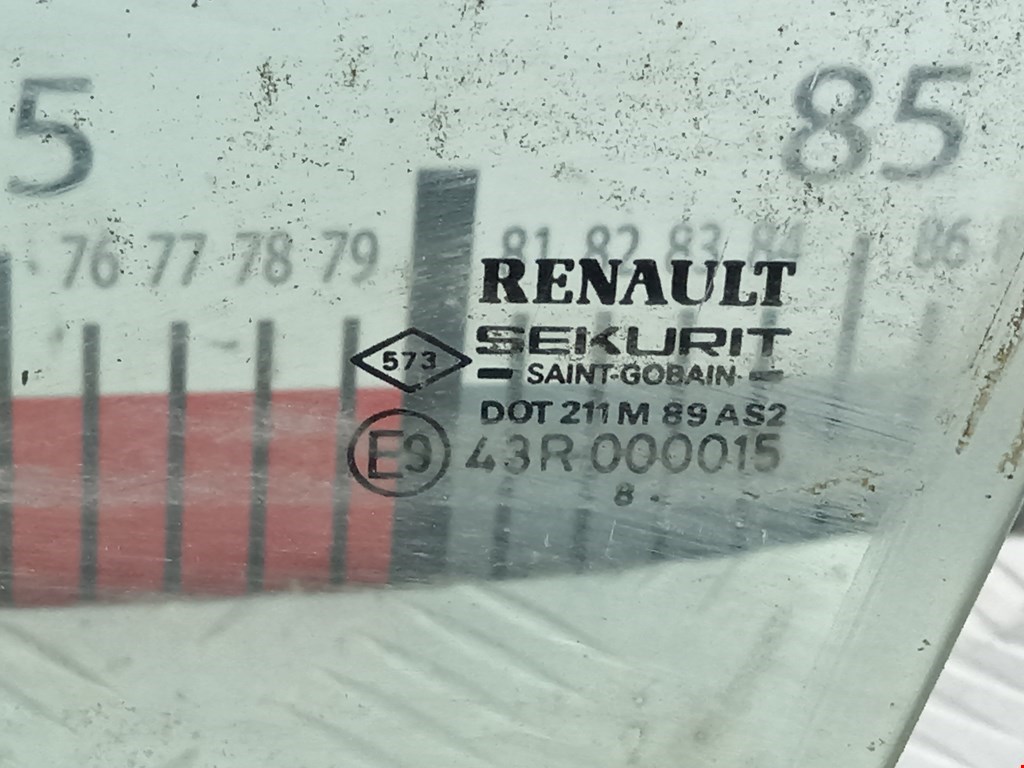 5 85
76 77 78 79 81 82 83 84 86
RENAULT
573 SEKURIT
SAINT-GOBAIN
DOT 211 M 89 AS2
E9 43R 000015
8